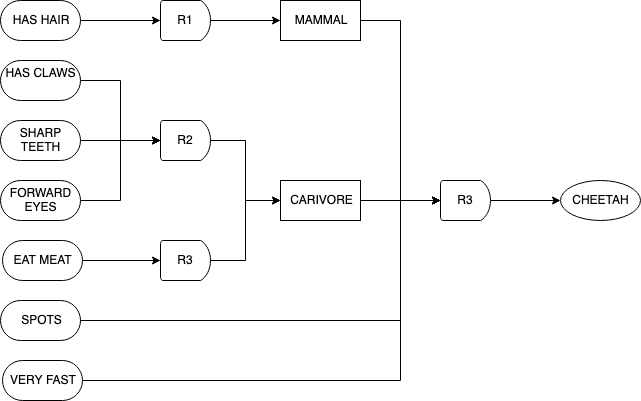 HAS HAIR
R1
MAMMAL
HAS CLAWS
SHARP
TEETH
R2
FORWARD
EYES
CARIVORE
R3
CHEETAH
EAT MEAT
R3
SPOTS
VERY FAST